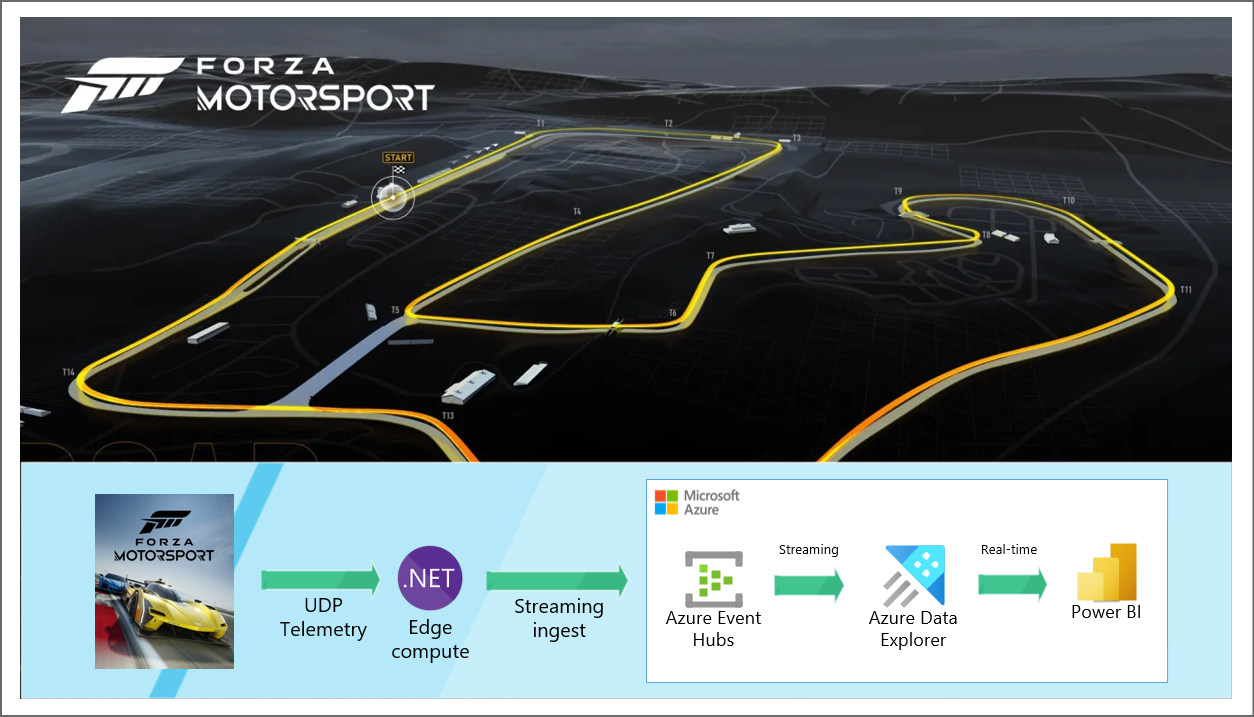 FORZA
MOTORSPORT
T1
T2
T3
START
T4
T9
T10
T8
T7
T11
T5
T6
T14
T13
ROAD
FORZA
MOTORSPORT
UDP
Telemetry
.NET
Edge
compute
Streaming
ingest
Microsoft
Azure
Azure Event
Hubs
Streaming
Azure Data
Explorer
Real-time
Power BI